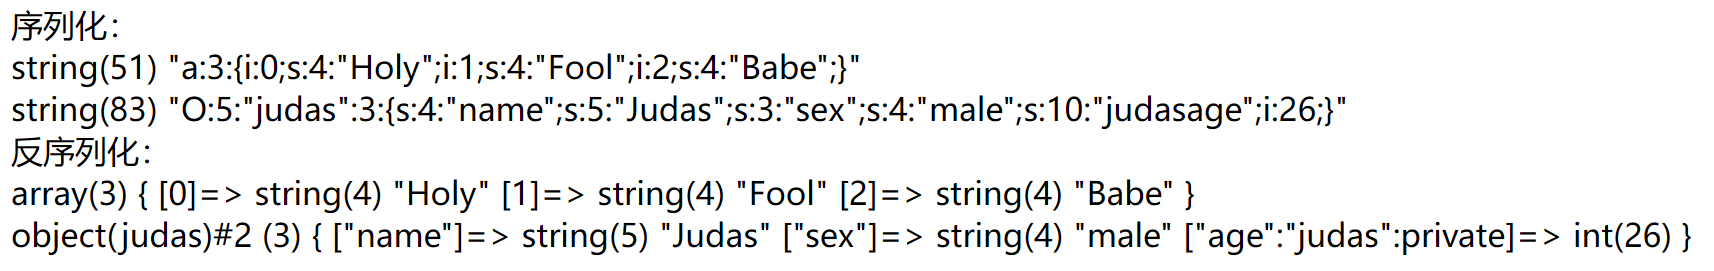 序列化：
string(51) "a:3:{i:0;s:4:"Holy";i:1;s:4:"Fool";i:2;s:4:"Babe";}"
string(83) "O:5:"judas":3:{s:4:"name";s:5:"Judas";s:3:"sex";s:4:"male";s:10:"judasage";i:26;}"
反序列化：
array(3) { [0]=> string(4) "Holy" [1]=> string(4) "Fool" [2]=> string(4) "Babe" }
object(judas)#2 (3) { ["name"]=> string(5) "Judas" ["sex"]=> string(4) "male" ["age":"judas":private]=> int(26) }